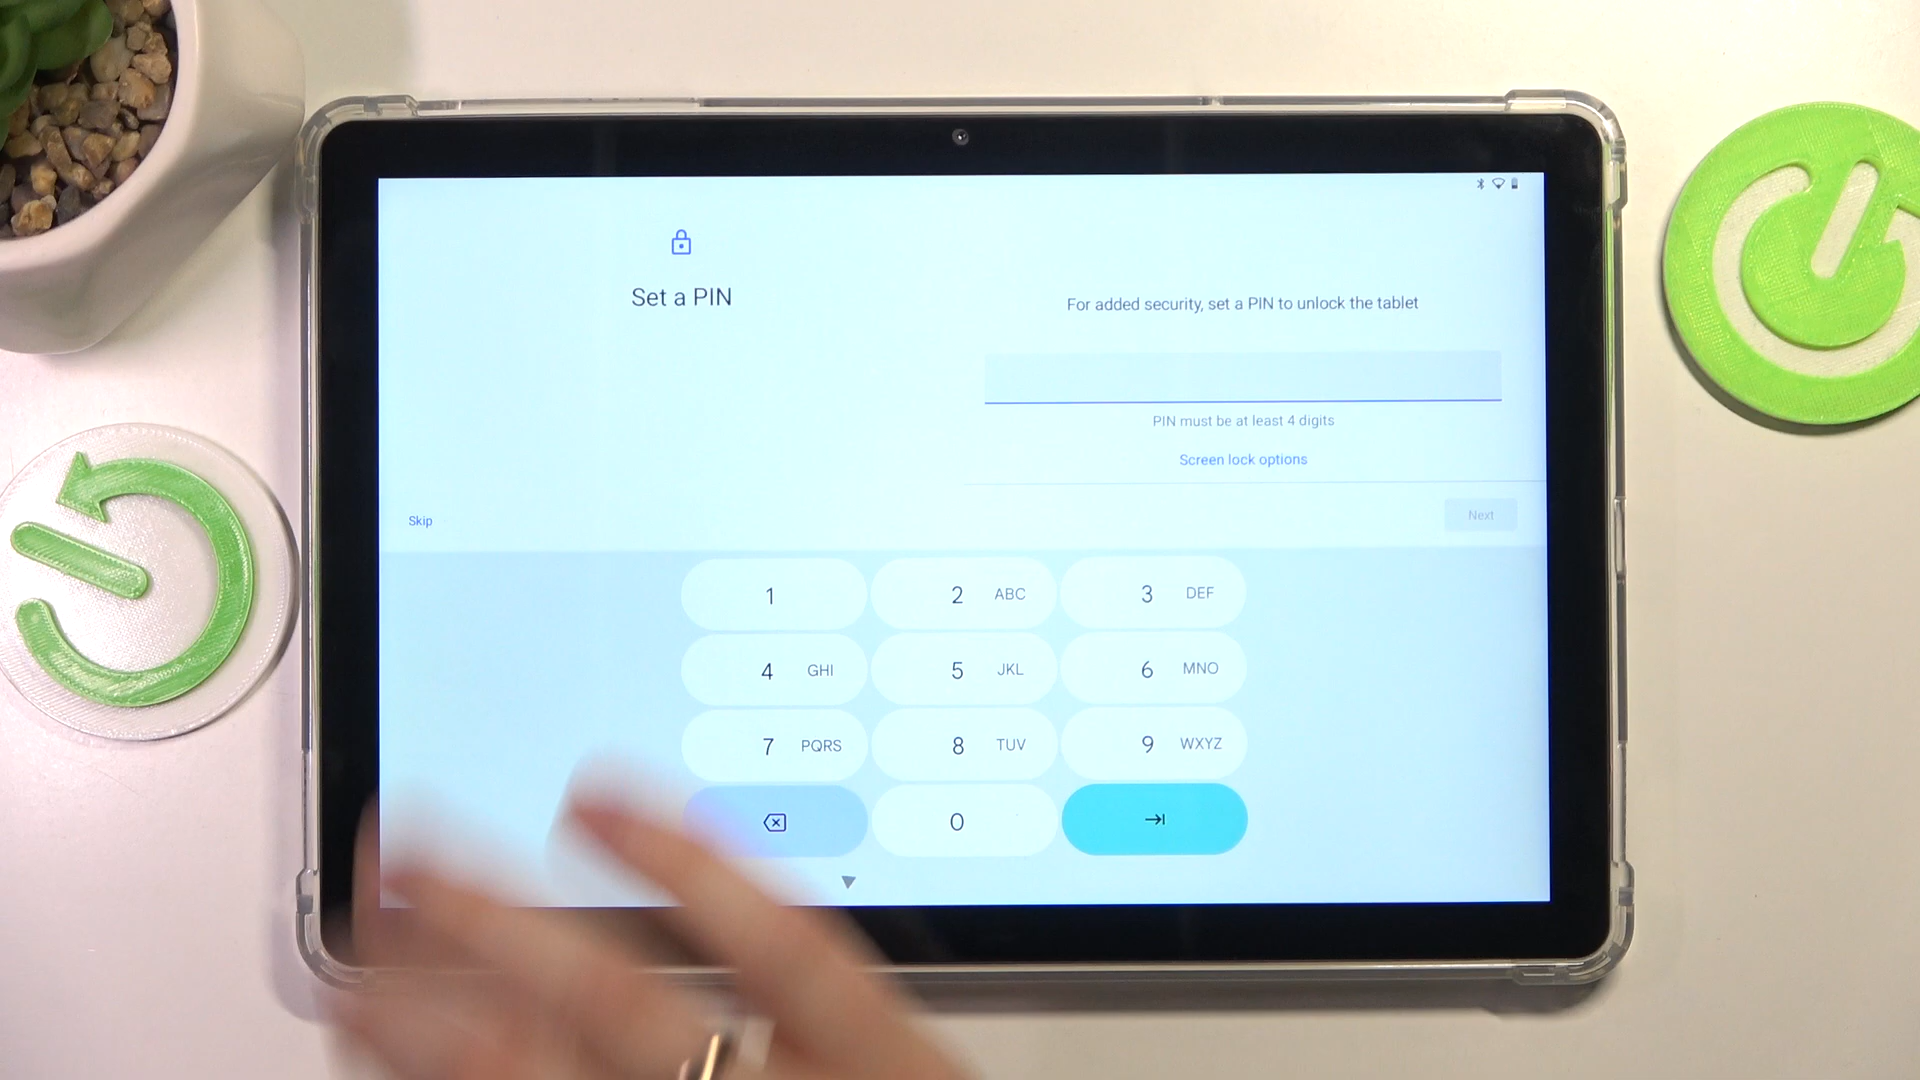 Set a PIN
For added security, set a PIN to unlock the tablet
PIN must be at least 4 digits
Screen lock options
Skip
Next
1
2 ABC
3 DEF
4 GHI
5 JKL
6 MNO
7 PQRS
8 TUV
9 WXYZ
0